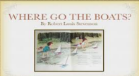 WHERE GO THE BOATS?
By Robert Louis Stevenson